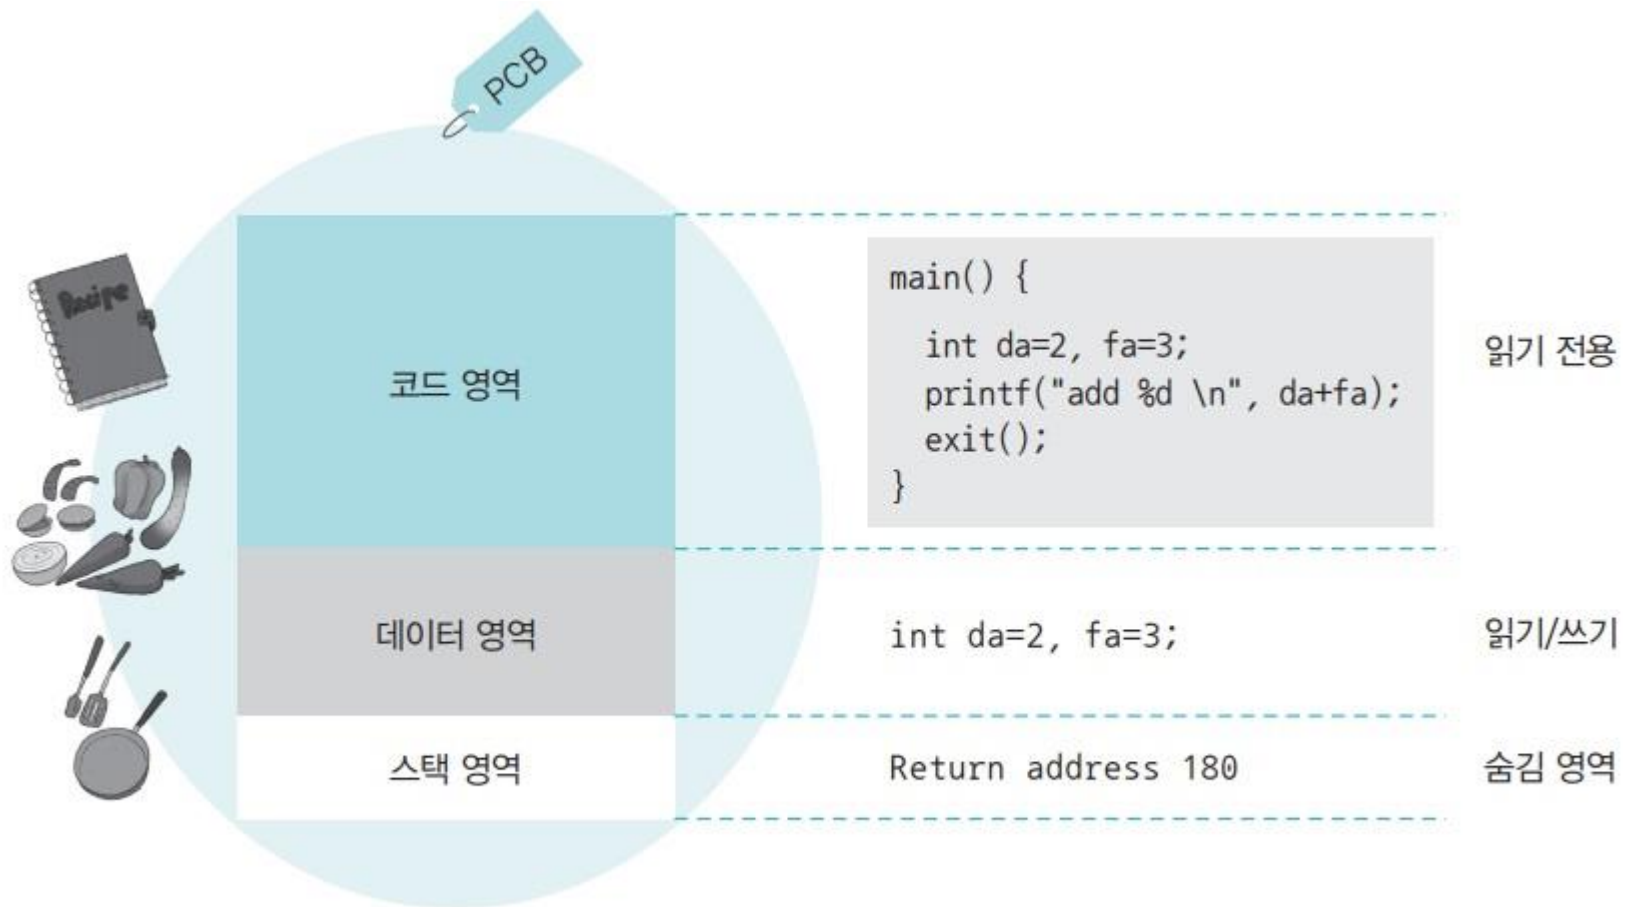 PCB
Recipe
코드 영역
main() {
int da=2, fa=3;
printf("add %d \n", da+fa);
exit();
}
읽기 전용
데이터 영역
int da=2, fa=3;
읽기/쓰기
스택 영역
Return address 180
숨김 영역